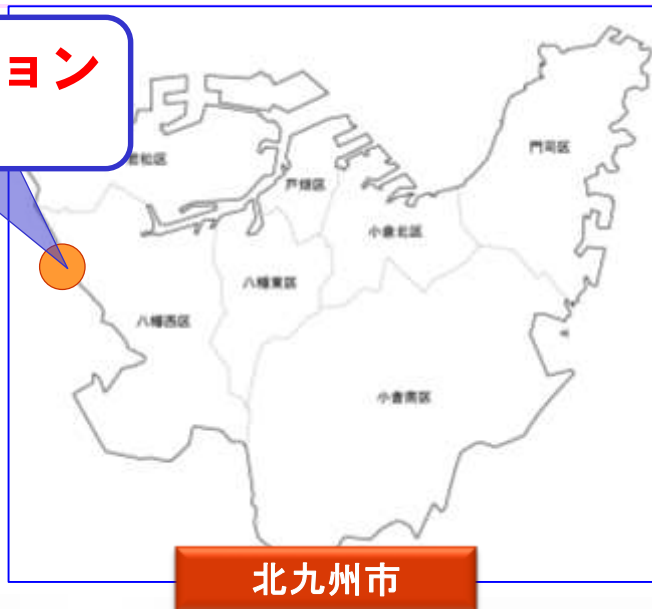 ョン
若松区
門司区
戸畑区
小倉北区
八幡東区
八幡西区
小倉南区
北九州市